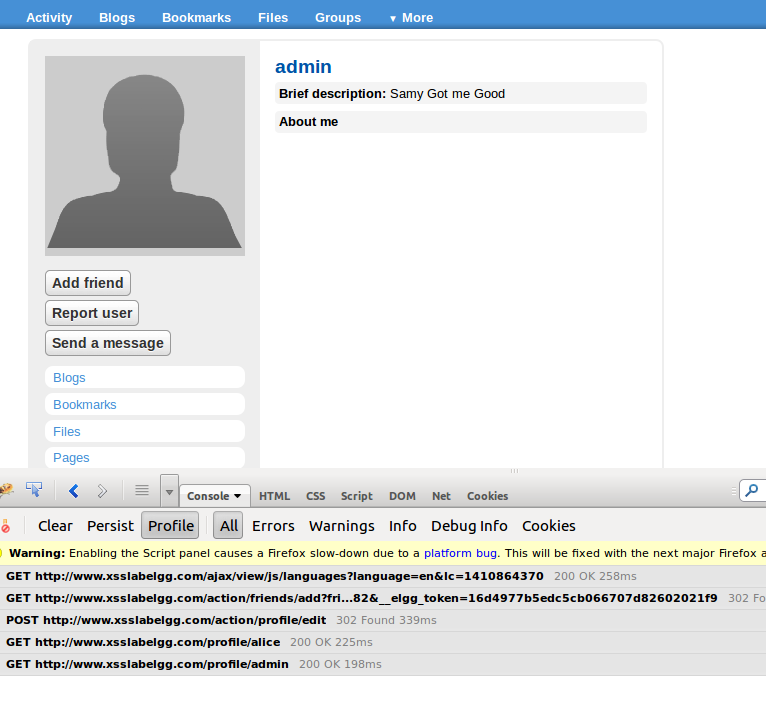 Activity Blogs Bookmarks Files Groups ▼ More
admin
Brief description: Samy Got me Good
About me
Add friend
Report user
Send a message
Blogs
Bookmarks
Files
Pages
Console HTML CSS Script DOM Net Cookies
Clear Persist Profile All Errors Warnings Info Debug Info Cookies
Warning: Enabling the Script panel causes a Firefox slow-down due to a platform bug. This will be fixed with the next major Firefox a
GET http://www.xsslabelgg.com/ajax/view/js/languages?language=en&lc=1410864370 200 OK 258ms
GET http://www.xsslabelgg.com/action/friends/add?fri...82&__elgg_token=16d4977b5edc5cb066707d82602021f9 302 Fo
POST http://www.xsslabelgg.com/action/profile/edit 302 Found 339ms
GET http://www.xsslabelgg.com/profile/alice 200 OK 225ms
GET http://www.xsslabelgg.com/profile/admin 200 OK 198ms